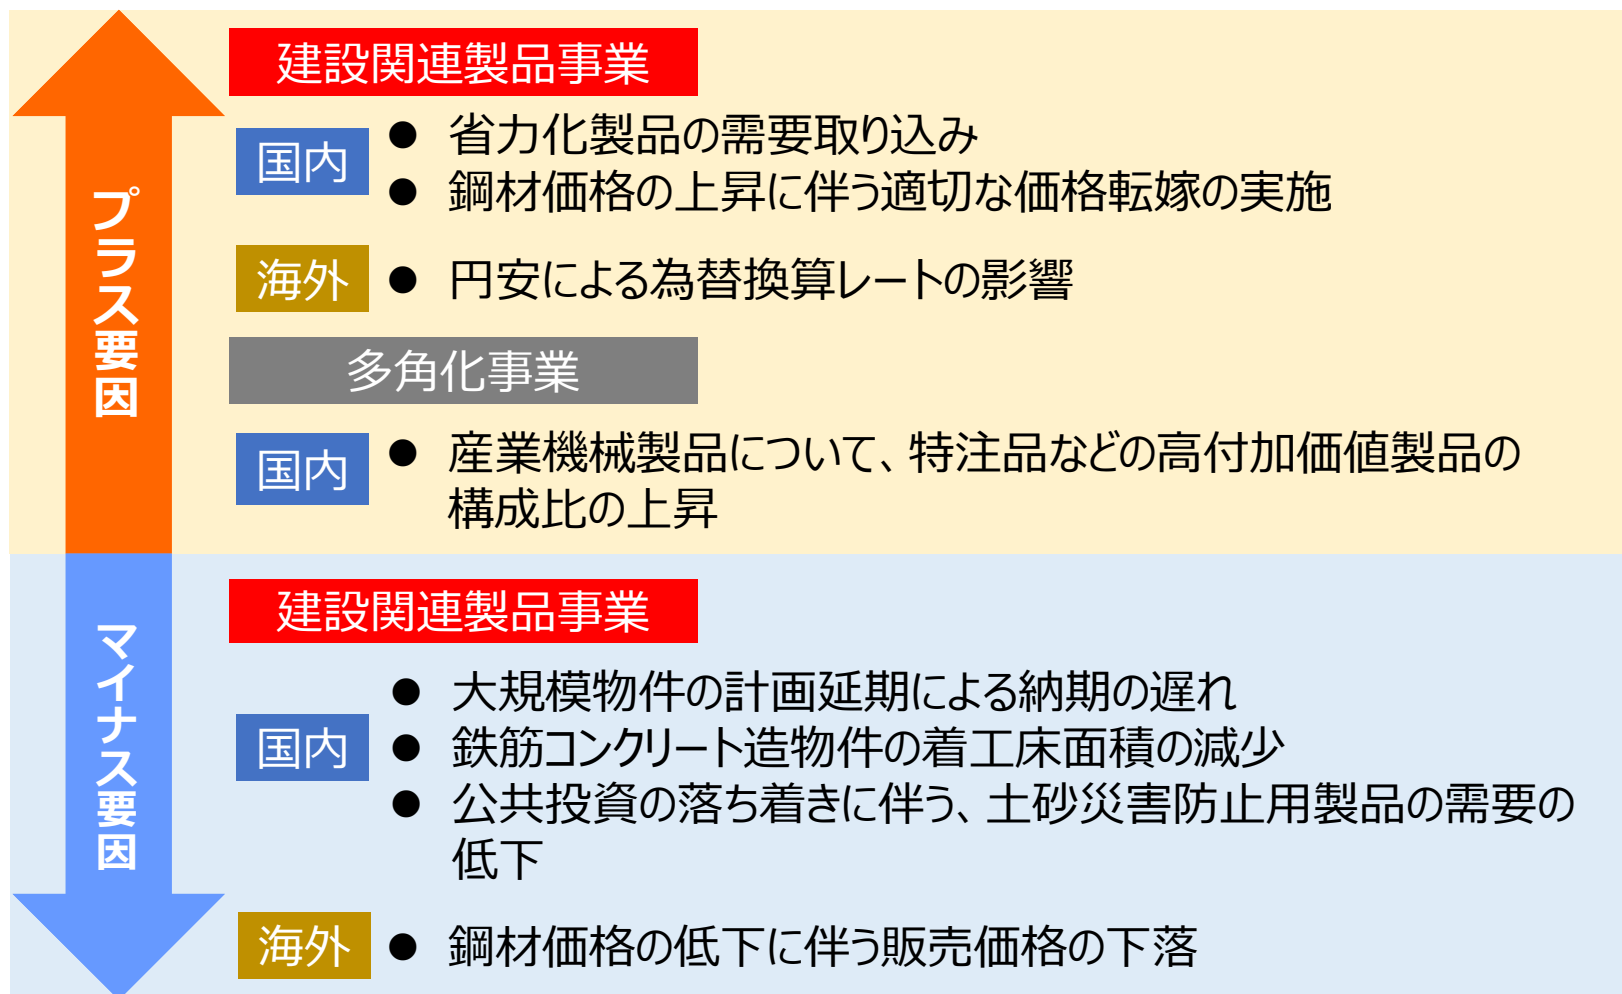 プラス要因
建設関連製品事業
国内
● 省力化製品の需要取り込み
● 鋼材価格の上昇に伴う適切な価格転嫁の実施
海外
● 円安による為替換算レートの影響
多角化事業
国内
● 産業機械製品について、特注品などの高付加価値製品の
構成比の上昇
マイナス要因
建設関連製品事業
国内
● 大規模物件の計画延期による納期の遅れ
● 鉄筋コンクリート造物件の着工床面積の減少
● 公共投資の落ち着きに伴う、土砂災害防止用製品の需要の
低下
海外
● 鋼材価格の低下に伴う販売価格の下落